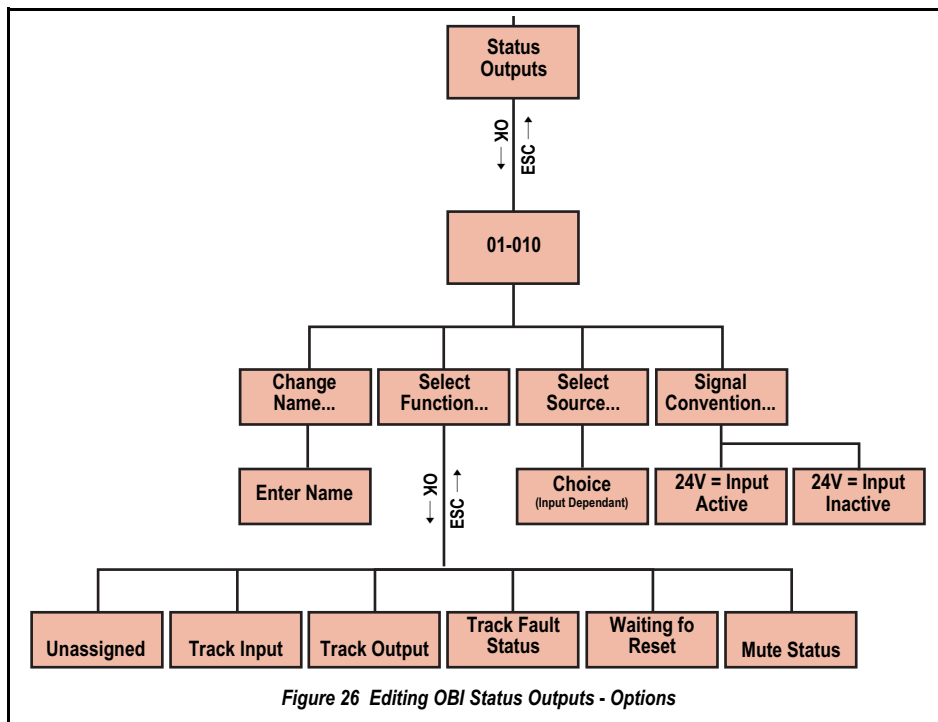 Status
Outputs
OK →
ESC →
01-010
Change
Name...
Select
Function...
Select
Source...
Signal
Convention...
Enter Name
OK →
ESC →
Choice
(Input Dependant)
24V = Input
Active
24V = Input
Inactive
Unassigned
Track Input
Track Output
Track Fault
Status
Waiting fo
Reset
Mute Status
Figure 26 Editing OBI Status Outputs - Options